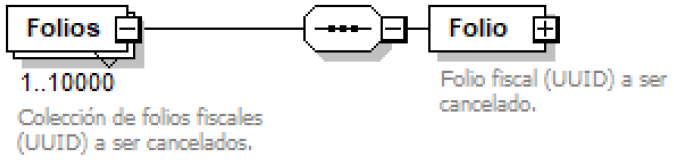 Folios
Folio
1..10000
Colección de folios fiscales
(UUID) a ser cancelados.
Folio fiscal (UUID) a ser
cancelado.